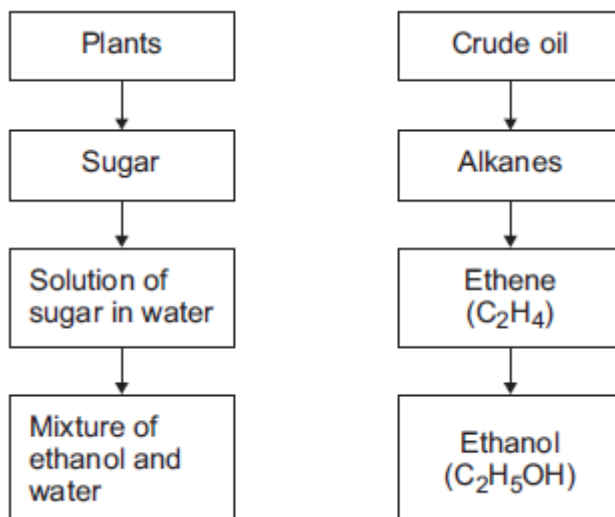 Plants
Sugar
Solution of
sugar in water
Mixture of
ethanol and
water
Crude oil
Alkanes
Ethene
(C₂H₄)
Ethanol
(C₂H₅OH)